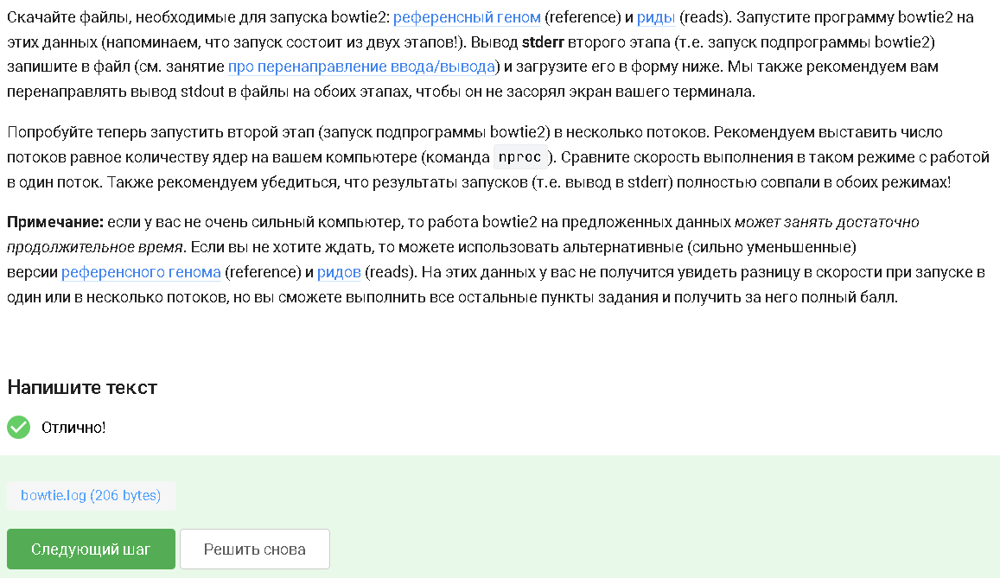 Скачайте файлы, необходимые для запуска bowtie2: референсный геном (reference) и риды (reads). Запустите программу bowtie2 на
этих данных (напоминаем, что запуск состоит из двух этапов!). Вывод stderr второго этапа (т.е. запуск подпрограммы bowtie2)
запишите в файл (см. занятие про перенаправление ввода/вывода) и загрузите его в форму ниже. Мы также рекомендуем вам
перенаправлять вывод stdout в файлы на обоих этапах, чтобы он не засорял экран вашего терминала.
Попробуйте теперь запустить второй этап (запуск подпрограммы bowtie2) в несколько потоков. Рекомендуем выставить число
потоков равное количеству ядер на вашем компьютере (команда nproc ). Сравните скорость выполнения в таком режиме с работой
в один поток. Также рекомендуем убедиться, что результаты запусков (т.е. вывод в stderr) полностью совпали в обоих режимах!
Примечание: если у вас не очень сильный компьютер, то работа bowtie2 на предложенных данных может занять достаточно
продолжительное время. Если вы не хотите ждать, то можете использовать альтернативные (сильно уменьшенные)
версии референсного генома (reference) и ридов (reads). На этих данных у вас не получится увидеть разницу в скорости при запуске в
один или в несколько потоков, но вы сможете выполнить все остальные пункты задания и получить за него полный балл.
Напишите текст
Отлично!
bowtie.log (206 bytes)
Следующий шаг Решить снова